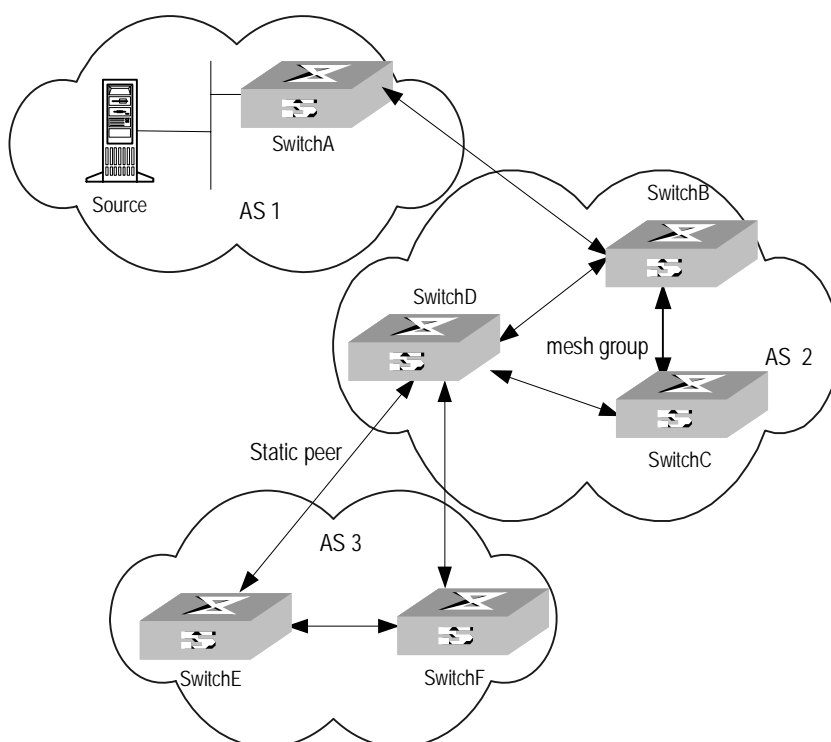 SwitchA
Source
AS 1
SwitchB
SwitchD
mesh group
AS 2
SwitchC
Static peer
AS 3
SwitchE
SwitchF